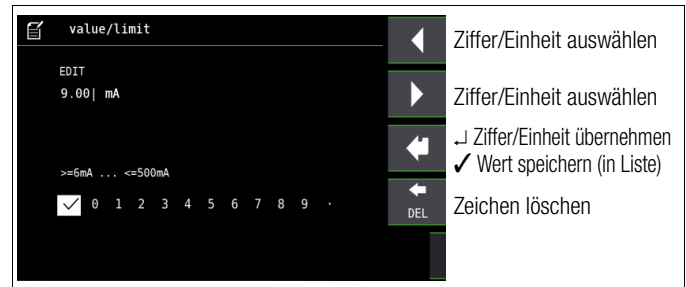 value/limit
EDIT
9.00| mA
>=6mA ... <=500mA
✓ 0 1 2 3 4 5 6 7 8 9 ·
DEL
Ziffer/Einheit auswählen
Ziffer/Einheit auswählen
↵ Ziffer/Einheit übernehmen
✓ Wert speichern (in Liste)
Zeichen löschen